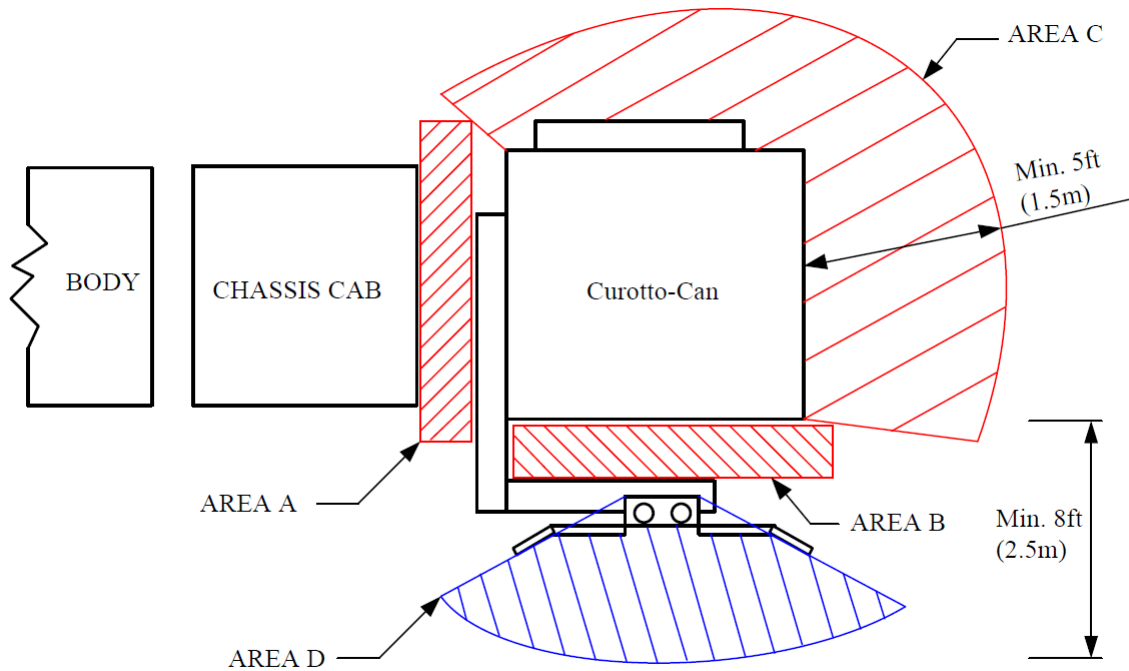 AREA C
Min. 5ft
(1.5m)
BODY
CHASSIS CAB
Curotto-Can
AREA A
AREA B
Min. 8ft
(2.5m)
AREA D